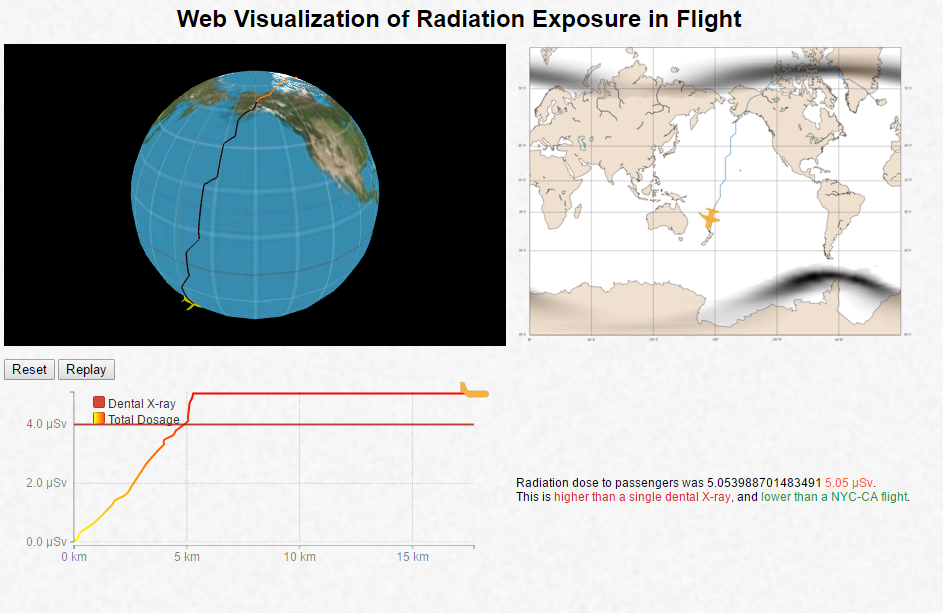 Web Visualization of Radiation Exposure in Flight
Reset Replay
Dental X-ray
Total Dosage
4.0 µSv
2.0 µSv
0.0 µSv
0 km 5 km 10 km 15 km
Radiation dose to passengers was 5.053988701483491 5.05 µSv.
This is higher than a single dental X-ray, and lower than a NYC-CA flight.